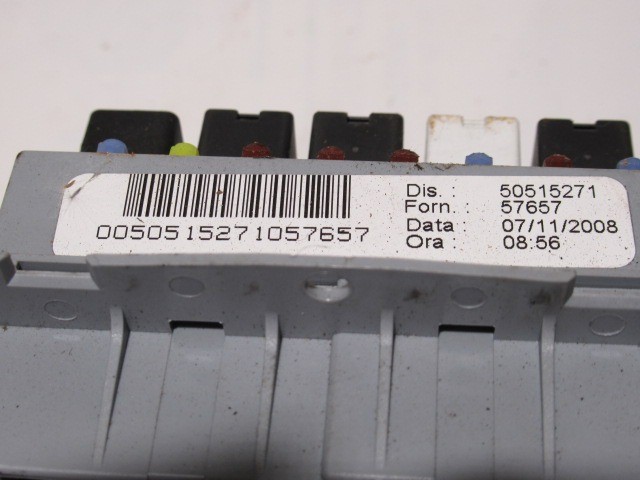 Dis. : 50515271
Forn. : 57657
Data : 07/11/2008
Ora : 08:56
0050515271057657